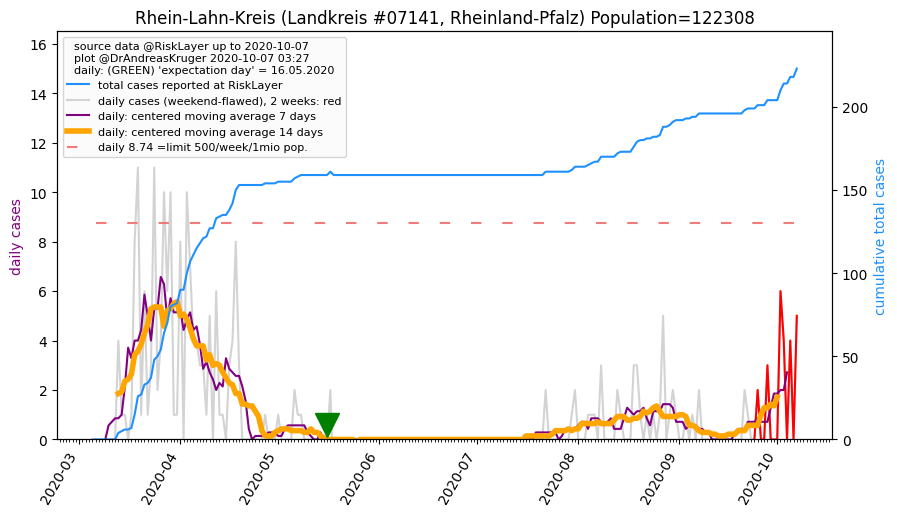 Rhein-Lahn-Kreis (Landkreis #07141, Rheinland-Pfalz) Population=122308
source data @RiskLayer up to 2020-10-07
plot @DrAndreasKruger 2020-10-07 03:27
daily: (GREEN) 'expectation day' = 16.05.2020
total cases reported at RiskLayer
daily cases (weekend-flawed), 2 weeks: red
daily: centered moving average 7 days
daily: centered moving average 14 days
daily 8.74 =limit 500/week/1mio pop.
daily cases
16
14
12
10
8
6
4
2
0
cumulative total cases
200
150
100
50
0
2020-03
2020-04
2020-05
2020-06
2020-07
2020-08
2020-09
2020-10